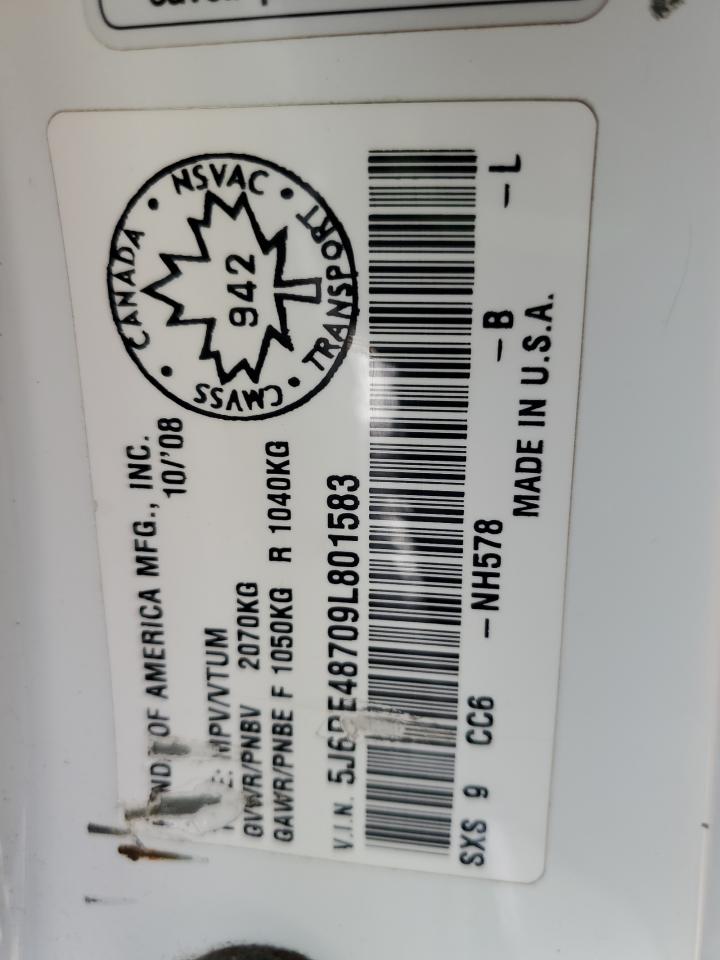 OF AMERICA MFG., INC.
10/'08
MPV/VTUM
GVWR/PNBV 2070KG
GAWR/PNBE F 1050KG R 1040KG
V.I.N. 5J6RE48709L801583
SXS 9 CC6 -NH578 -B -L
MADE IN U.S.A.
CANADA • NSVAC • TRANSPORT • CMVSS •
942